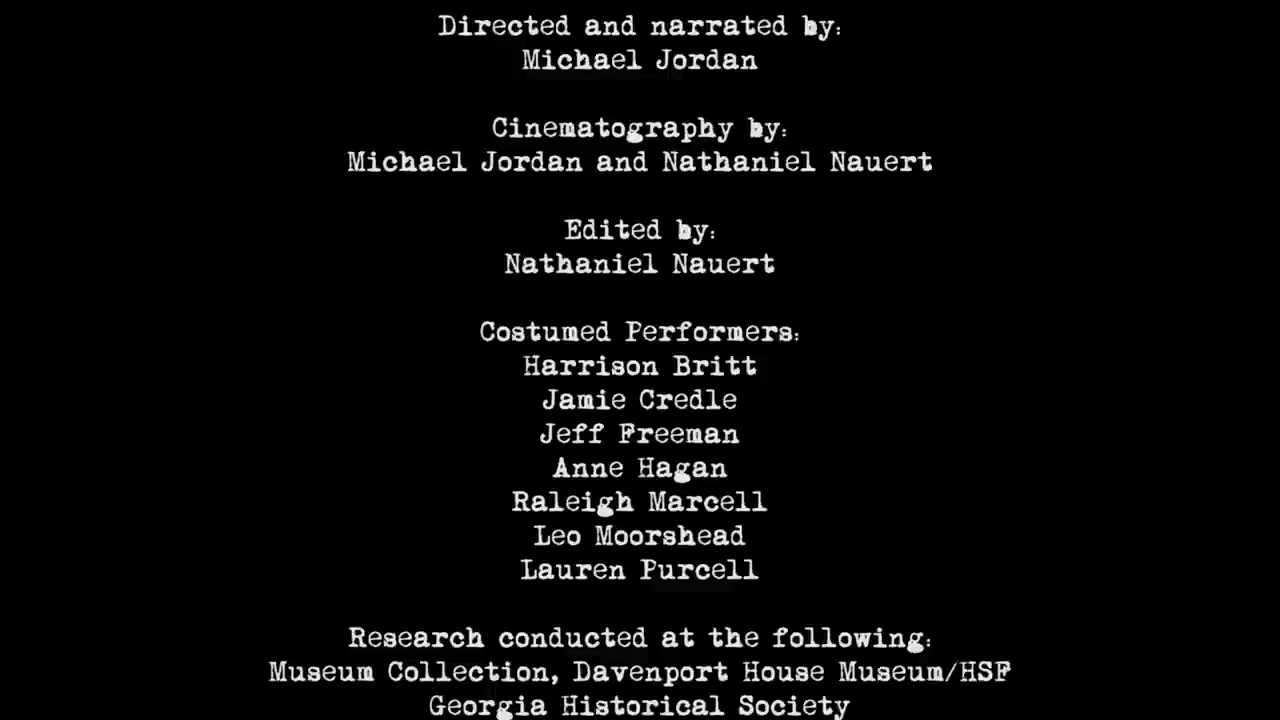 Directed and narrated by:
Michael Jordan
Cinematography by:
Michael Jordan and Nathaniel Nauert
Edited by:
Nathaniel Nauert
Costumed Performers:
Harrison Britt
Jamie Credle
Jeff Freeman
Anne Hagan
Raleigh Marcell
Leo Moorshead
Lauren Purcell
Research conducted at the following:
Museum Collection, Davenport House Museum/HSF
Georgia Historical Society